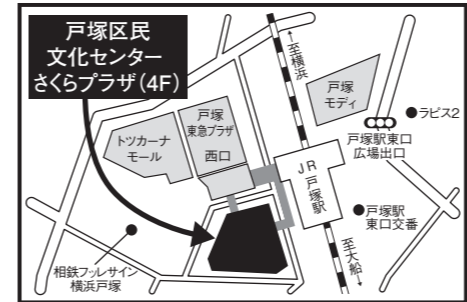 戸塚区民
文化センター
さくらプラザ(4F)
←至横浜
戸塚
モディ
●ラピス2
戸塚駅東口
広場出口
戸塚
東急プラザ
西口
トツカーナ
モール
JR戸塚駅
●戸塚駅
東口交番
至大船→
相鉄フレッサイン
横浜戸塚